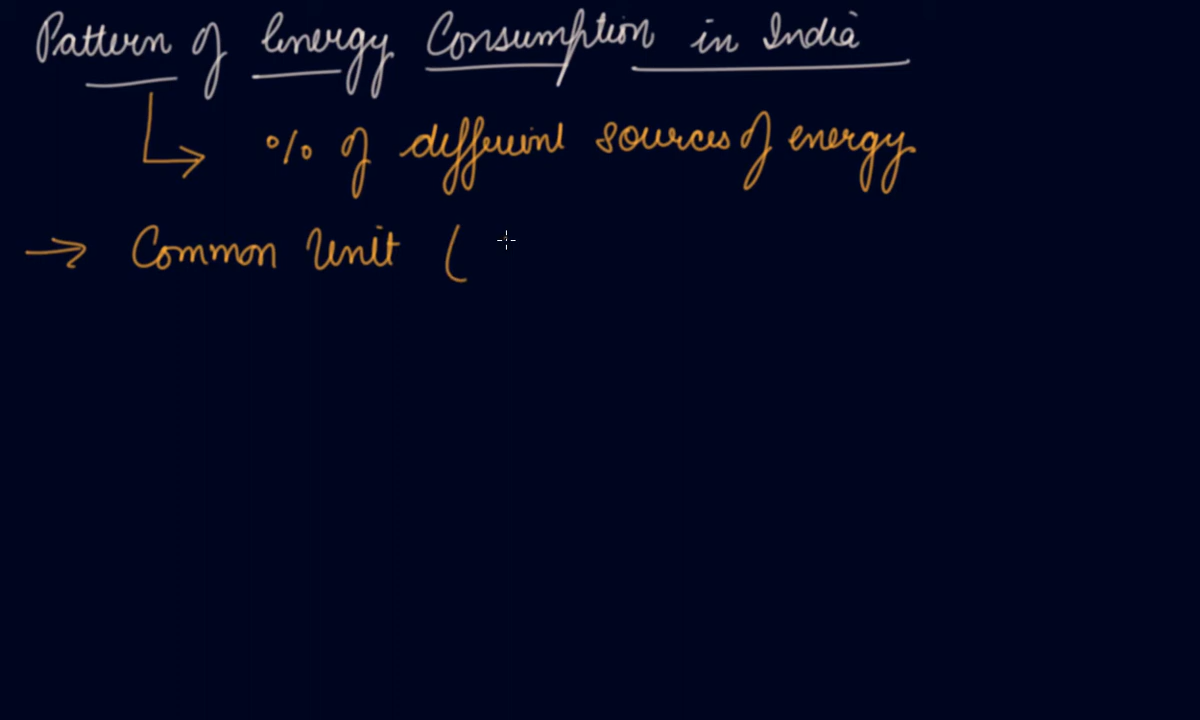 Pattern of Energy Consumption in India
% of different sources of energy
→ Common Unit (